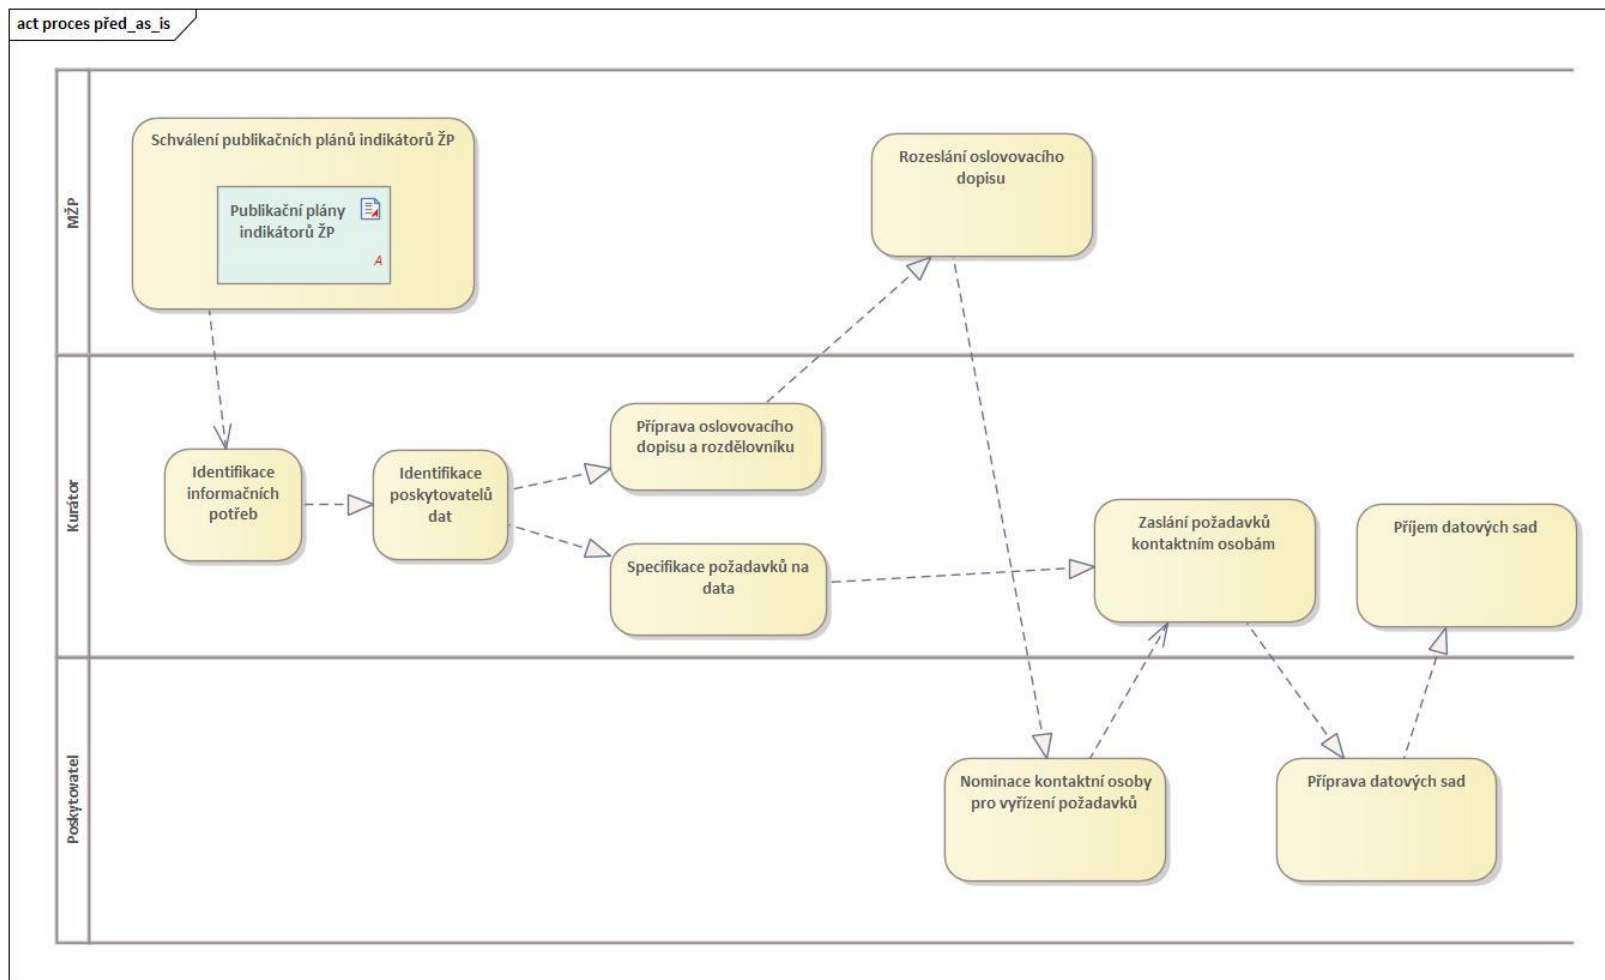 act proces před_as_is
MŽP
Schválení publikačních plánů indikátorů ŽP
Publikační plány
indikátorů ŽP
A
Rozeslání oslovovacího
dopisu
Kurátor
Identifikace
informačních
potřeb
Identifikace
poskytovatelů
dat
Příprava oslovovacího
dopisu a rozdělovníku
Specifikace požadavků na
data
Zaslání požadavků
kontaktním osobám
Příjem datových sad
Poskytovatel
Nominace kontaktní osoby
pro vyřízení požadavků
Příprava datových sad